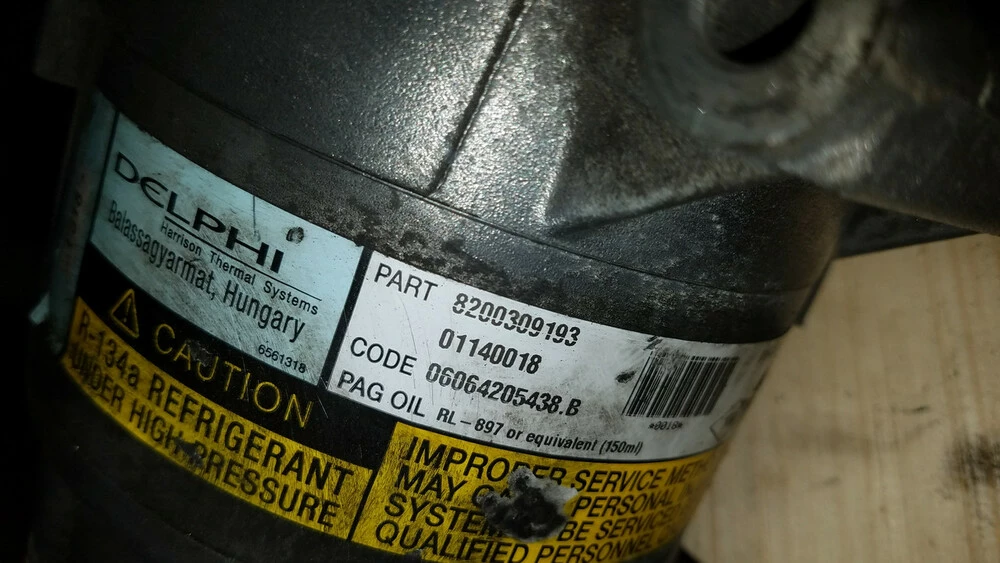 DELPHI
Harrison Thermal Systems
Balassagyarmat, Hungary
6561318
PART 8200309193
01140018
CODE 06064205438.B
PAG OIL RL-897 or equivalent (150ml)
*0018*
CAUTION
R-134a REFRIGERANT
UNDER HIGH PRESSURE
IMPROPER SERVICE
MAY PERSONAL
SYSTEM BE
QUALIFIED PERSONNEL